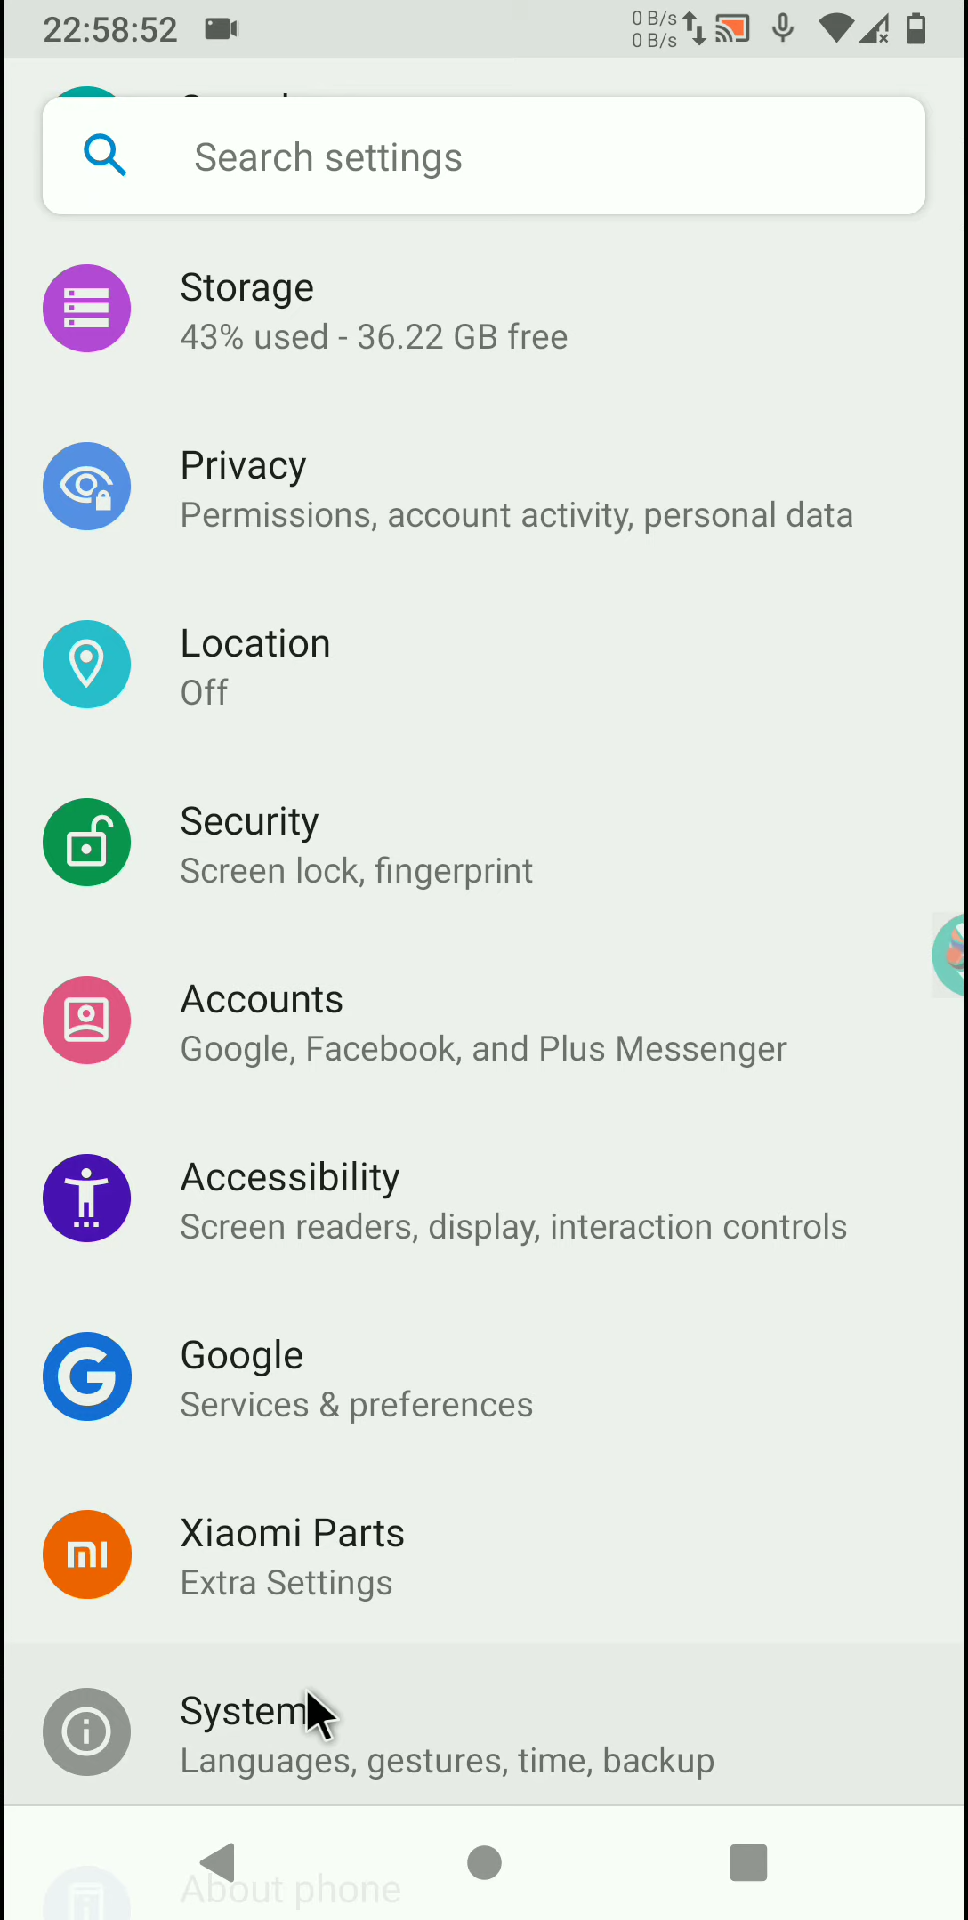 22:58:52
0 B/s
0 B/s
Search settings
Storage
43% used - 36.22 GB free
Privacy
Permissions, account activity, personal data
Location
Off
Security
Screen lock, fingerprint
Accounts
Google, Facebook, and Plus Messenger
Accessibility
Screen readers, display, interaction controls
Google
Services & preferences
Xiaomi Parts
Extra Settings
System
Languages, gestures, time, backup
About phone